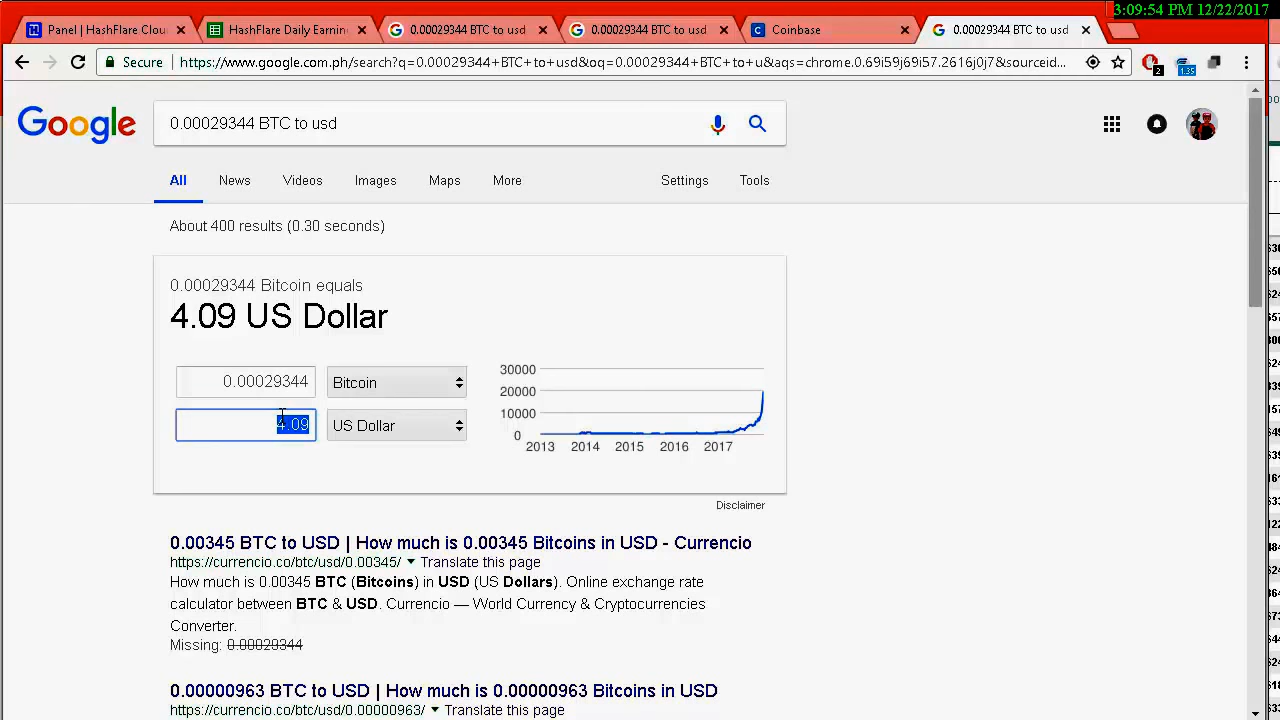 3:09:54 PM 12/22/2017
Panel | HashFlare Clou
HashFlare Daily Earnin
0.00029344 BTC to usd
0.00029344 BTC to usd
Coinbase
0.00029344 BTC to usd
Secure
https://www.google.com.ph/search?q=0.00029344+BTC+to+usd&oq=0.00029344+BTC+to+u&aqs=chrome.0.69i59j69i57.2616j0j7&sourceid...
2
1.35
Google
0.00029344 BTC to usd
All News Videos Images Maps More Settings Tools
About 400 results (0.30 seconds)
0.00029344 Bitcoin equals
4.09 US Dollar
0.00029344 Bitcoin
4.09 US Dollar
30000
20000
10000
0
2013 2014 2015 2016 2017
Disclaimer
0.00345 BTC to USD | How much is 0.00345 Bitcoins in USD - Currencio
https://currencio.co/btc/usd/0.00345/ ▼ Translate this page
How much is 0.00345 BTC (Bitcoins) in USD (US Dollars). Online exchange rate
calculator between BTC & USD. Currencio — World Currency & Cryptocurrencies
Converter.
Missing: 0.00029344
0.00000963 BTC to USD | How much is 0.00000963 Bitcoins in USD
https://currencio.co/btc/usd/0.00000963/ ▼ Translate this page